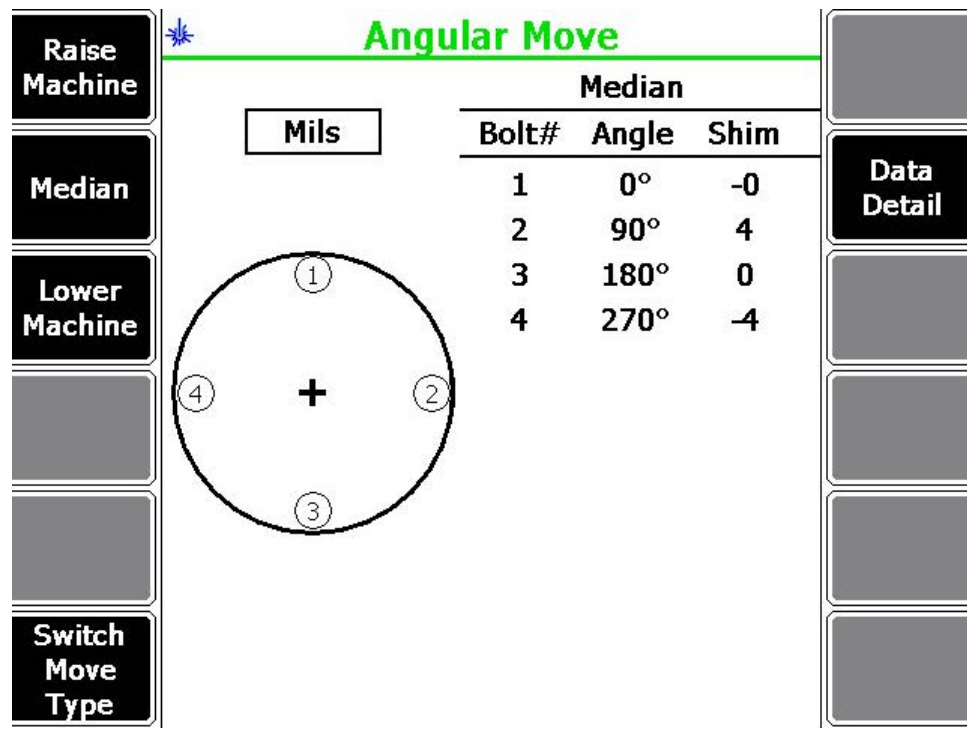 Raise
Machine
Median
Lower
Machine
Switch
Move
Type
Angular Move
Mils
Median
Bolt# Angle Shim
1 0° -0
2 90° 4
3 180° 0
4 270° -4
1
4
2
3
Data
Detail